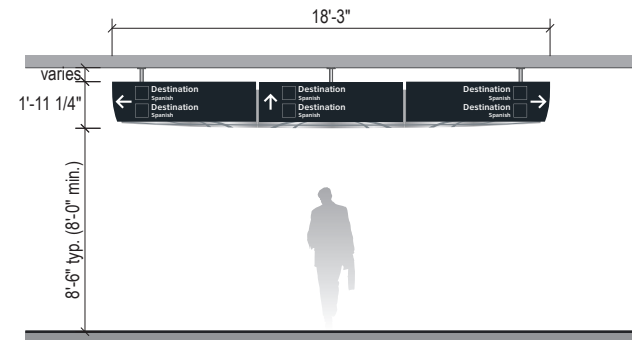 18'-3"
varies
1'-11 1/4"
Destination
Spanish
Destination
Spanish
Destination
Spanish
Destination
Spanish
Destination
Spanish
Destination
Spanish
8'-6" typ. (8'-0" min.)